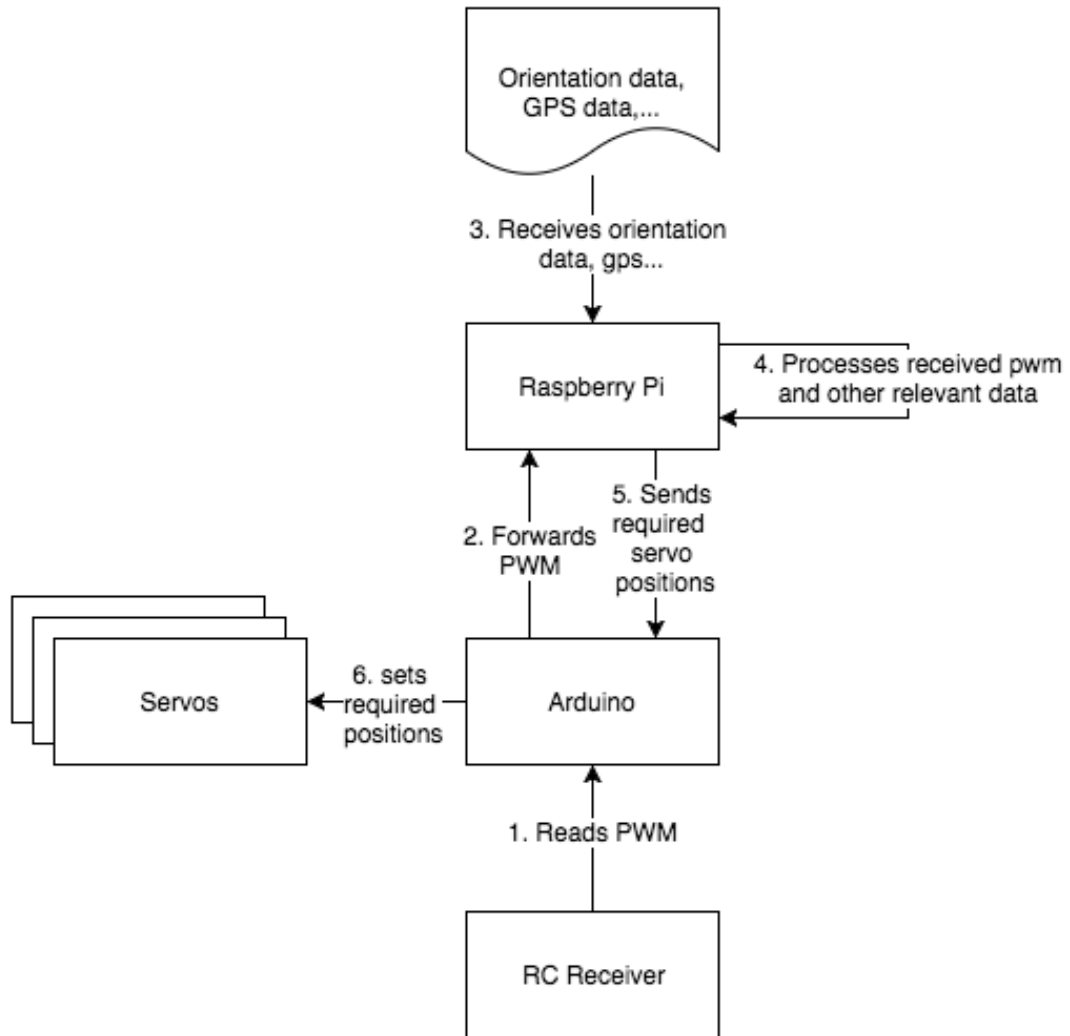 Orientation data,
GPS data,...
3. Receives orientation
data, gps...
Raspberry Pi
4. Processes received pwm
and other relevant data
2. Forwards
PWM
5. Sends
required
servo
positions
Servos
6. sets
required
positions
Arduino
1. Reads PWM
RC Receiver